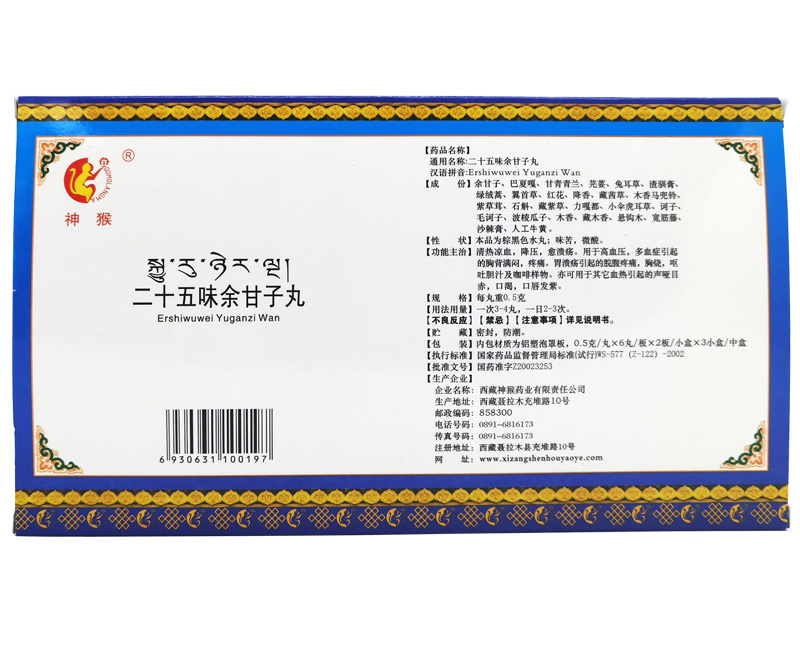 QOMOLANGMA
®
神猴
སྐྱུ་རུ་ཉེར་ལྔ།
二十五味余甘子丸
Ershiwuwei Yuganzi Wan
6 930631 100197
【药品名称】
通用名称:二十五味余甘子丸
汉语拼音:Ershiwuwei Yuganzi Wan
【成 份】余甘子、巴夏嘎、甘青青兰、芫荽、兔耳草、渣驯膏、
绿绒蒿、翼首草、红花、降香、藏茜草、木香马兜铃、
紫草茸、石斛、藏紫草、力嘎都、小伞虎耳草、诃子、
毛诃子、波棱瓜子、木香、藏木香、悬钩木、宽筋藤、
沙棘膏、人工牛黄。
【性 状】本品为棕黑色水丸；味苦，微酸。
【功能主治】清热凉血，降压，愈溃疡。用于高血压，多血症引起
的胸背满闷，疼痛。胃溃疡引起的脘腹疼痛，胸烧，呕
吐胆汁及咖啡样物。亦可用于其它血热引起的声哑目
赤，口渴，口唇发紫。
【规 格】每丸重0.5克
【用法用量】一次3-4丸，一日2-3次。
【不良反应】【禁忌】【注意事项】详见说明书。
【贮 藏】密封，防潮。
【包 装】内包材质为铝塑泡罩板，0.5克/丸×6丸/板×2板/小盒×3小盒/中盒
【执行标准】国家药品监督管理局标准(试行)WS-577（Z-122）-2002
【批准文号】国药准字Z20023253
【生产企业】
企业名称：西藏神猴药业有限责任公司
生产地址：西藏聂拉木充堆路10号
邮政编码：858300
电话号码：0891-6816173
传真号码：0891-6816173
注册地址：西藏聂拉木县充堆路10号
网 址：www.xizangshenhouyaoye.com